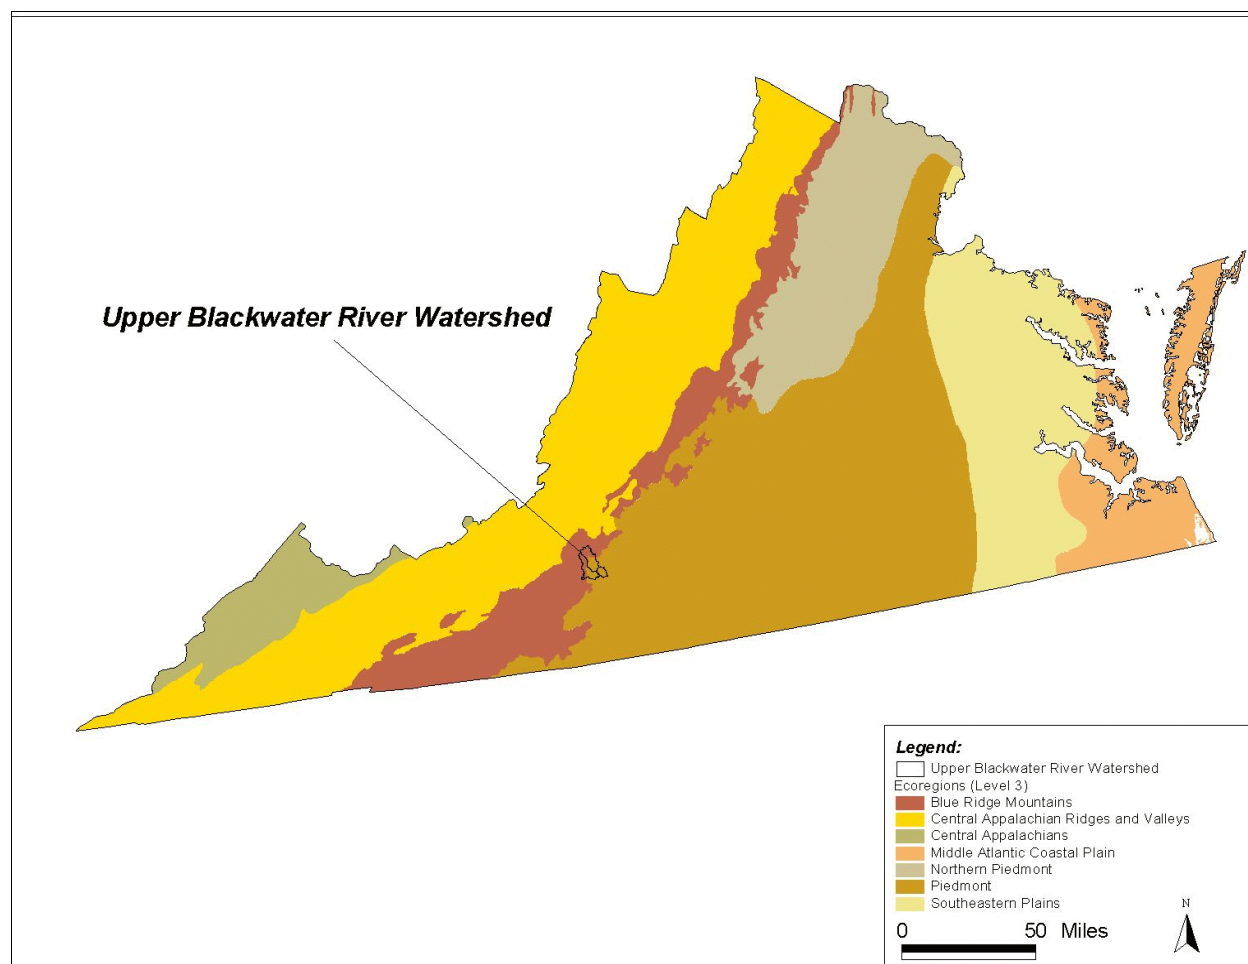 Upper Blackwater River Watershed
Legend:
Upper Blackwater River Watershed
Ecoregions (Level 3)
Blue Ridge Mountains
Central Appalachian Ridges and Valleys
Central Appalachians
Middle Atlantic Coastal Plain
Northern Piedmont
Piedmont
Southeastern Plains
N
0 50 Miles